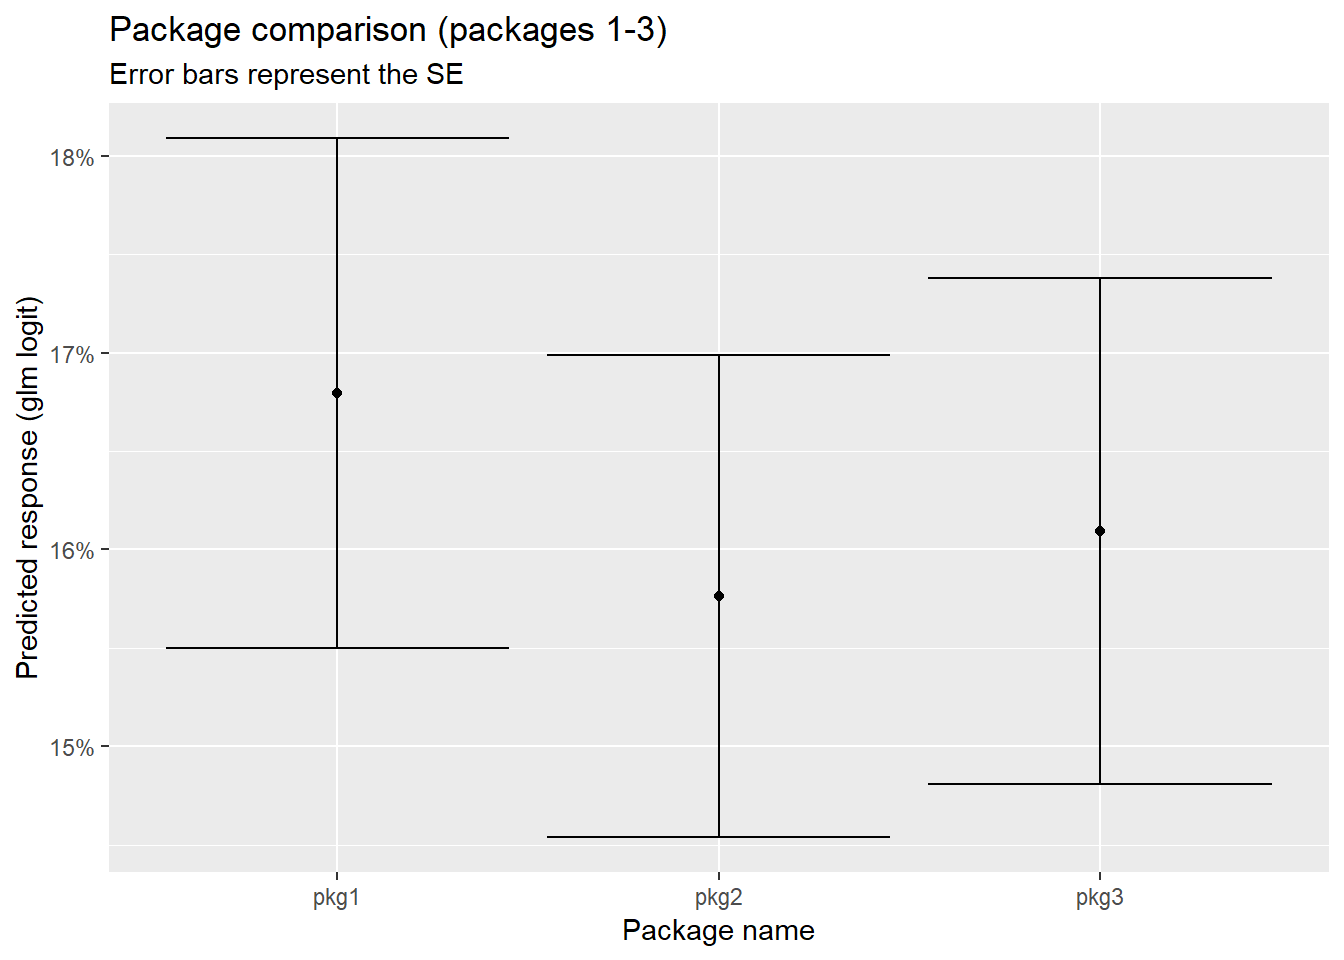 Package comparison (packages 1-3)
Error bars represent the SE
Predicted response (glm logit)
18%
17%
16%
15%
pkg1 pkg2 pkg3
Package name